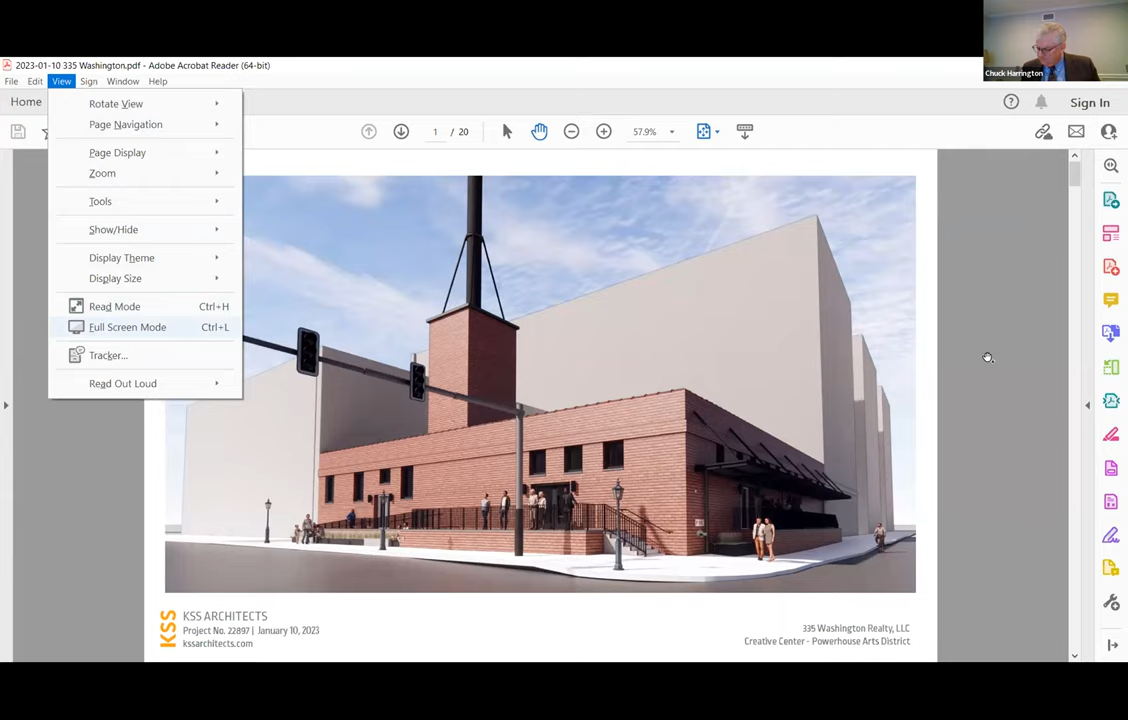 Chuck Harrington
2023-01-10 335 Washington.pdf - Adobe Acrobat Reader (64-bit)
File Edit View Sign Window Help
Home
Sign In
1 / 20
57.9%
Rotate View
Page Navigation
Page Display
Zoom
Tools
Show/Hide
Display Theme
Display Size
Read Mode Ctrl+H
Full Screen Mode Ctrl+L
Tracker...
Read Out Loud
KSS
KSS ARCHITECTS
Project No. 22897 | January 10, 2023
kssarchitects.com
335 Washington Realty, LLC
Creative Center - Powerhouse Arts District